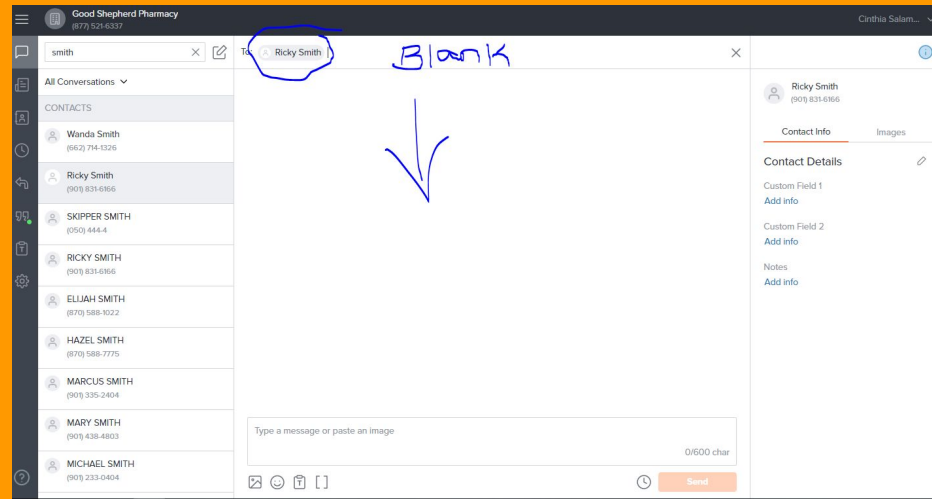 Good Shepherd Pharmacy
(877) 521-6337
Cinthia Salam...
smith
To: Ricky Smith
Blank
All Conversations
CONTACTS
Wanda Smith
(662) 714-1326
Ricky Smith
(901) 831-6166
SKIPPER SMITH
(050) 444-4
RICKY SMITH
(901) 831-6166
ELIJAH SMITH
(870) 588-1022
HAZEL SMITH
(870) 588-7775
MARCUS SMITH
(901) 335-2404
MARY SMITH
(901) 438-4803
MICHAEL SMITH
(901) 233-0404
Type a message or paste an image
0/600 char
Send
Ricky Smith
(901) 831-6166
Contact Info Images
Contact Details
Custom Field 1
Add info
Custom Field 2
Add info
Notes
Add info